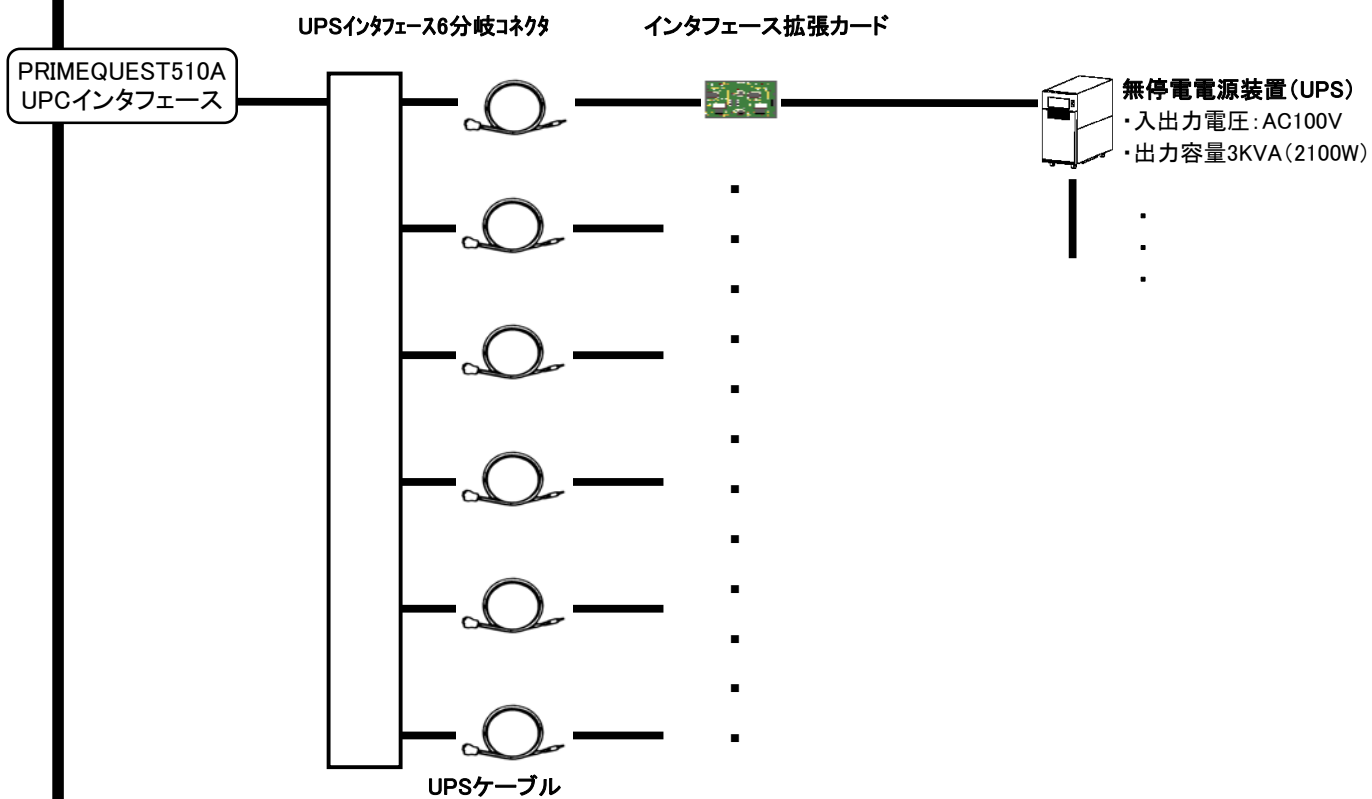 UPSｲﾝﾀﾌｪｰｽ6分岐ｺﾈｸﾀ
インタフェース拡張カード
PRIMEQUEST510A
UPCインタフェース
無停電電源装置(UPS)
・入出力電圧:AC100V
・出力容量3KVA(2100W)
UPSケーブル